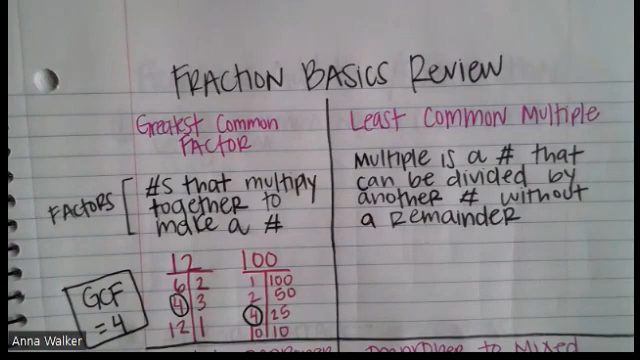 FRACTION BASICS Review
Greatest Common
FACTOR
FACTORS
#s that multiply
together to
make a #
12
6 2
4 3
12 1
100
1 100
2 50
4 25
10 10
GCF
=4
Least Common Multiple
Multiple is a # that
can be divided by
another # without
a Remainder
to Mixed
Anna Walker